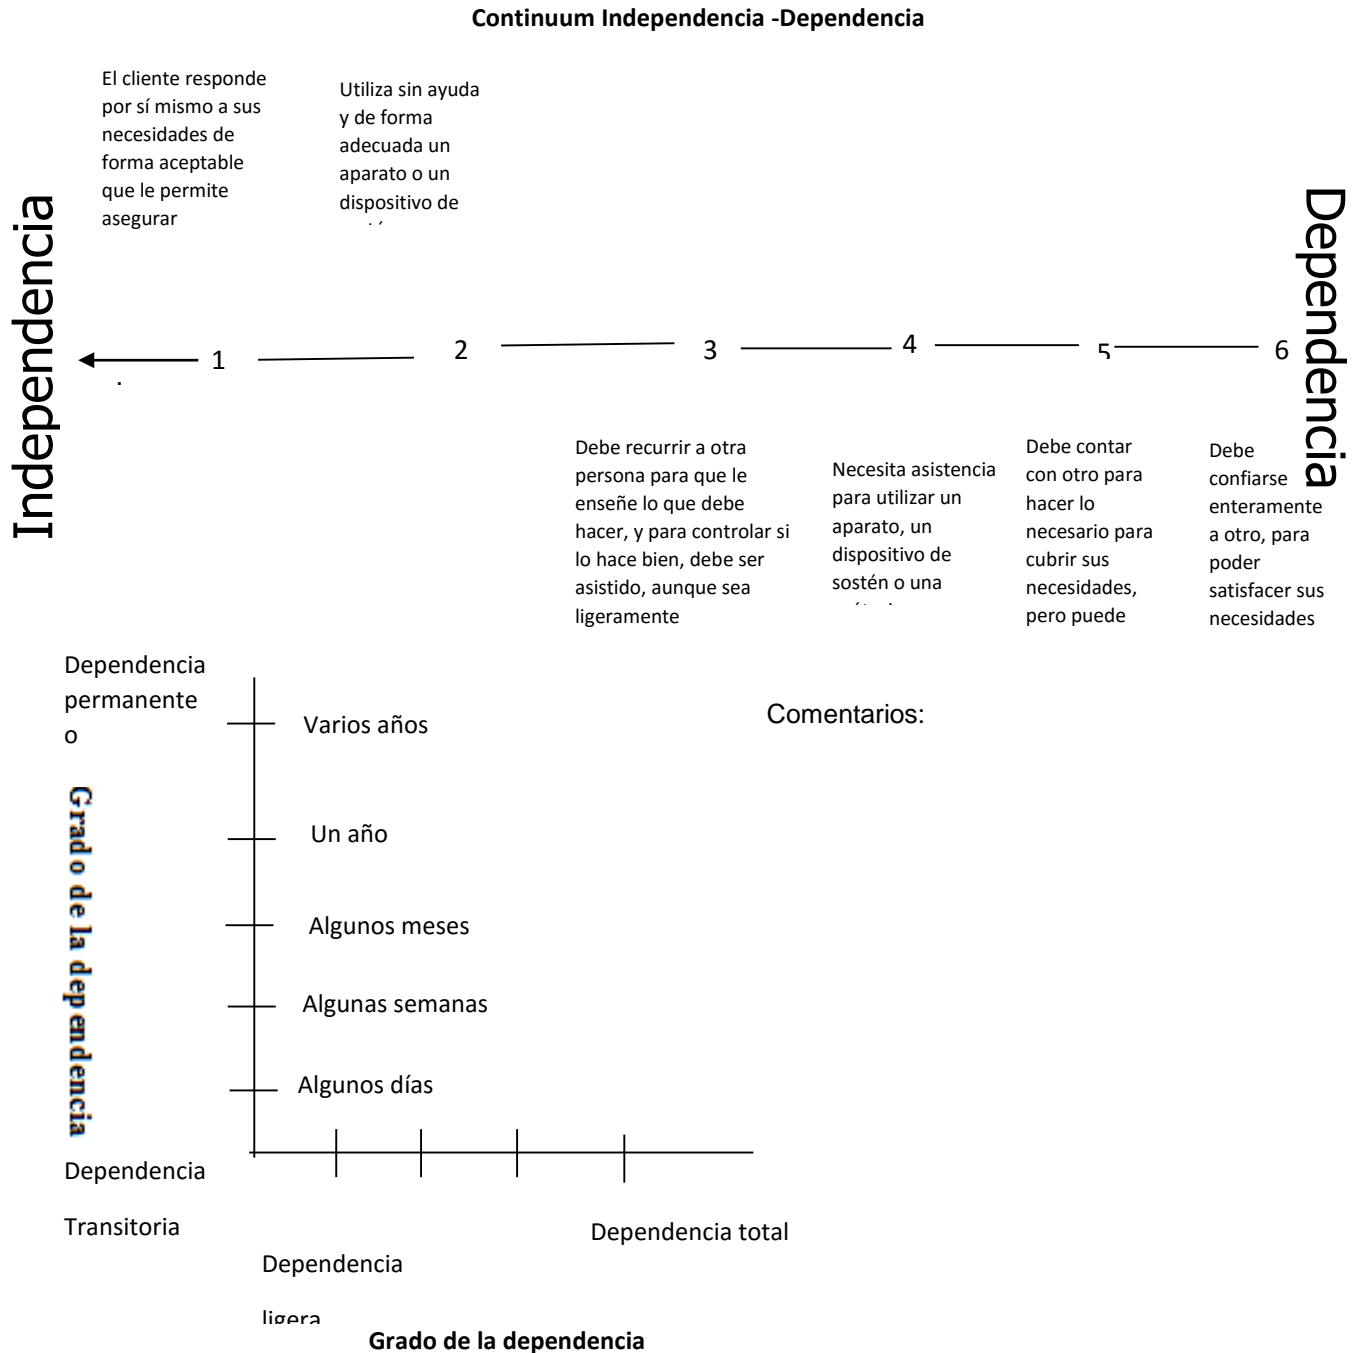 Continuum Independencia -Dependencia
El cliente responde
por sí mismo a sus
necesidades de
forma aceptable
que le permite
asegurar
Utiliza sin ayuda
y de forma
adecuada un
aparato o un
dispositivo de
Independencia
Dependencia
1
2
3
4
5
6
.
Debe recurrir a otra
persona para que le
enseñe lo que debe
hacer, y para controlar si
lo hace bien, debe ser
asistido, aunque sea
ligeramente
Necesita asistencia
para utilizar un
aparato, un
dispositivo de
sostén o una
Debe contar
con otro para
hacer lo
necesario para
cubrir sus
necesidades,
pero puede
Debe
confiarse
enteramente
a otro, para
poder
satisfacer sus
necesidades
Dependencia
permanente
o
Varios años
Comentarios:
Grado de la dependencia
Un año
Algunos meses
Algunas semanas
Algunos días
Dependencia
Transitoria
Dependencia total
Dependencia
ligera
Grado de la dependencia